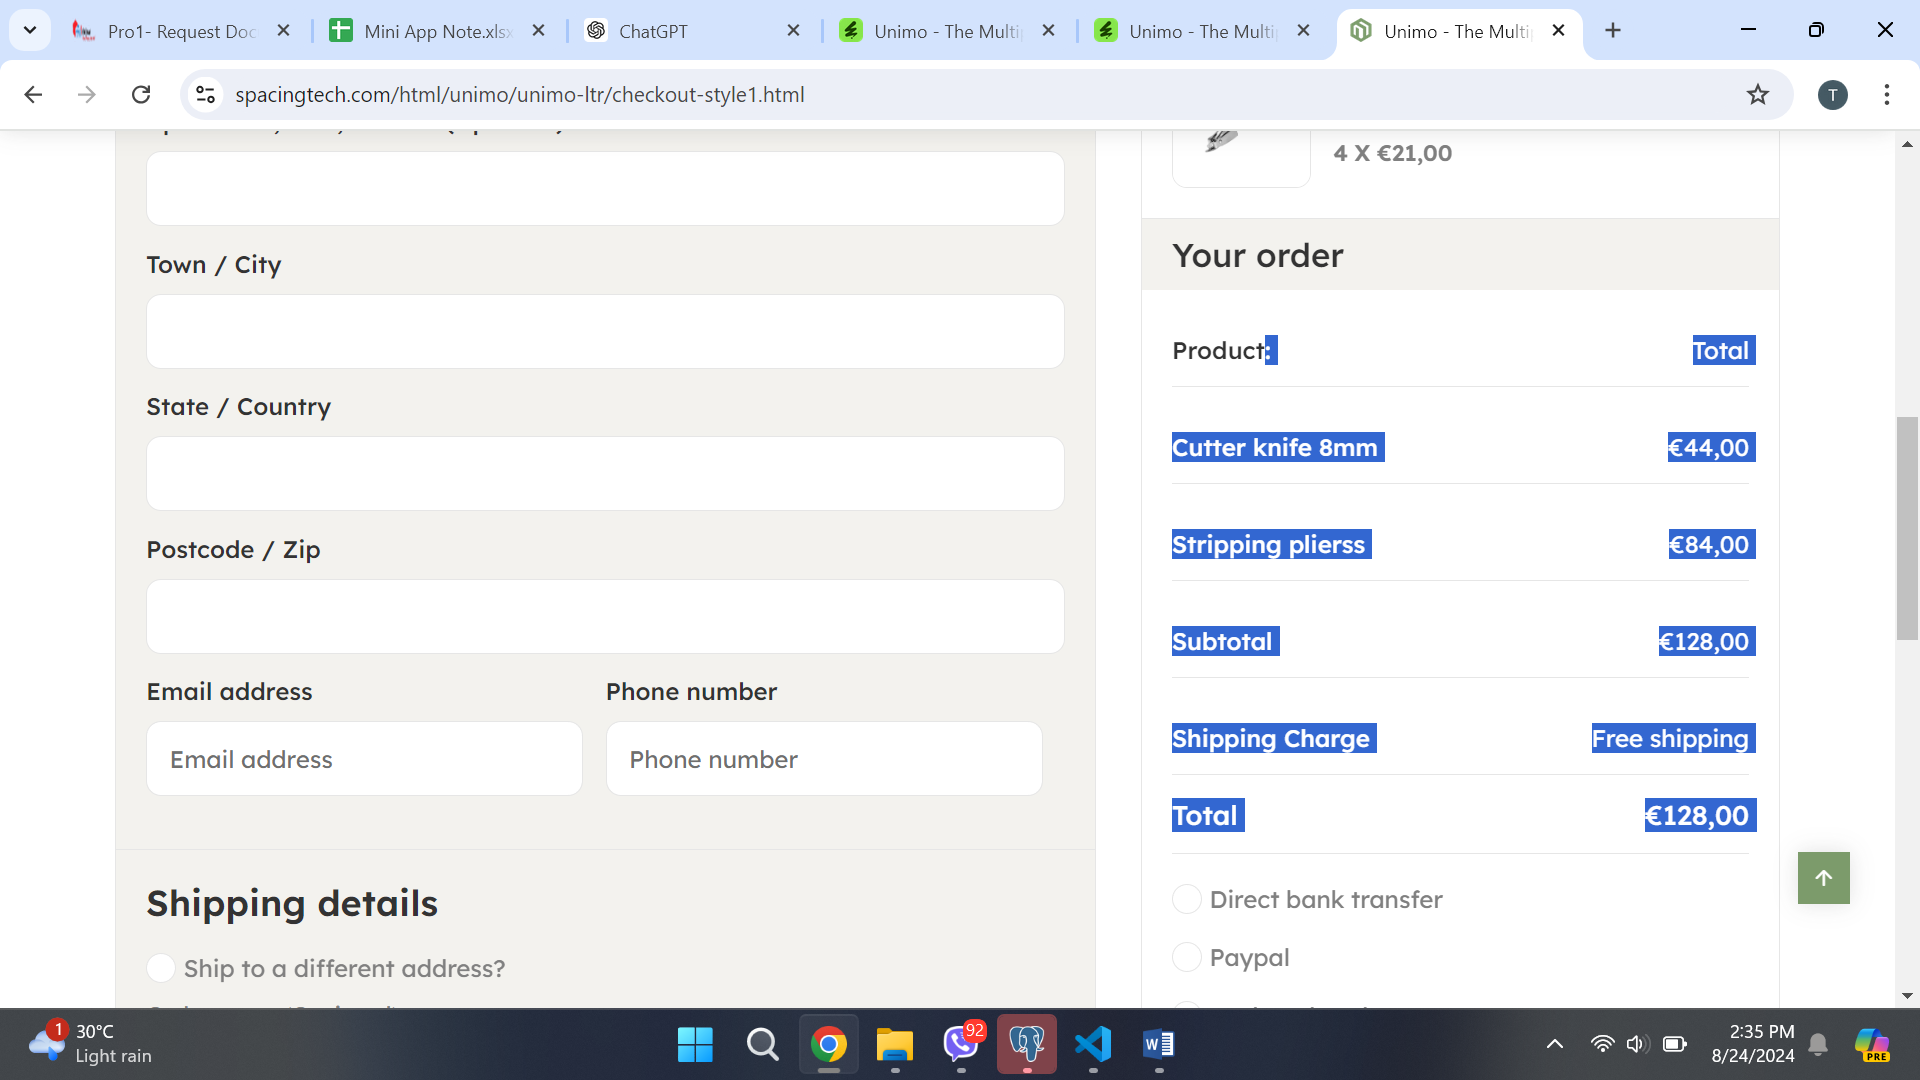 Pro1- Request Doc
Mini App Note.xlsx
ChatGPT
Unimo - The Multip
Unimo - The Multip
Unimo - The Multip
spacingtech.com/html/unimo/unimo-ltr/checkout-style1.html
T
4 X €21,00
Town / City
State / Country
Postcode / Zip
Email address
Phone number
Email address
Phone number
Shipping details
Ship to a different address?
Your order
Product:
Total
Cutter knife 8mm
€44,00
Stripping plierss
€84,00
Subtotal
€128,00
Shipping Charge
Free shipping
Total
€128,00
Direct bank transfer
Paypal
1
30°C
Light rain
92
W
2:35 PM
8/24/2024
PRE